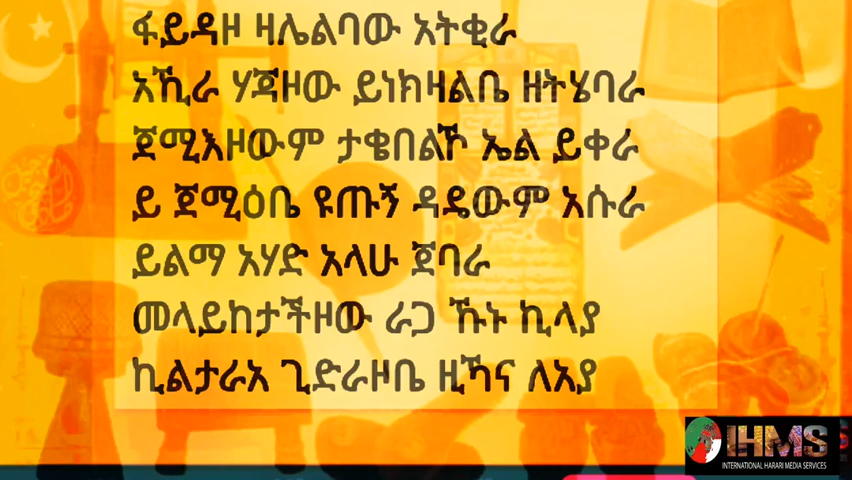 ፋይዳዞ ዛሌልባው አትቂራ
አኺራ ሃጃዞው ይነክዛልቤ ዘትሄባራ
ጀሚእዞውም ታቄበልኾ ኤል ይቀራ
ይ ጀሚዕቤ ዩጡኝ ዳዴውም አሱራ
ይልማ አሃድ አላሁ ጀባራ
መላይከታችዞው ራጋ ኹኑ ኪላያ
ኪልታራአ ጊድራዞቤ ዚኻና ለአያ
IHMS
INTERNATIONAL HARARI MEDIA SERVICES